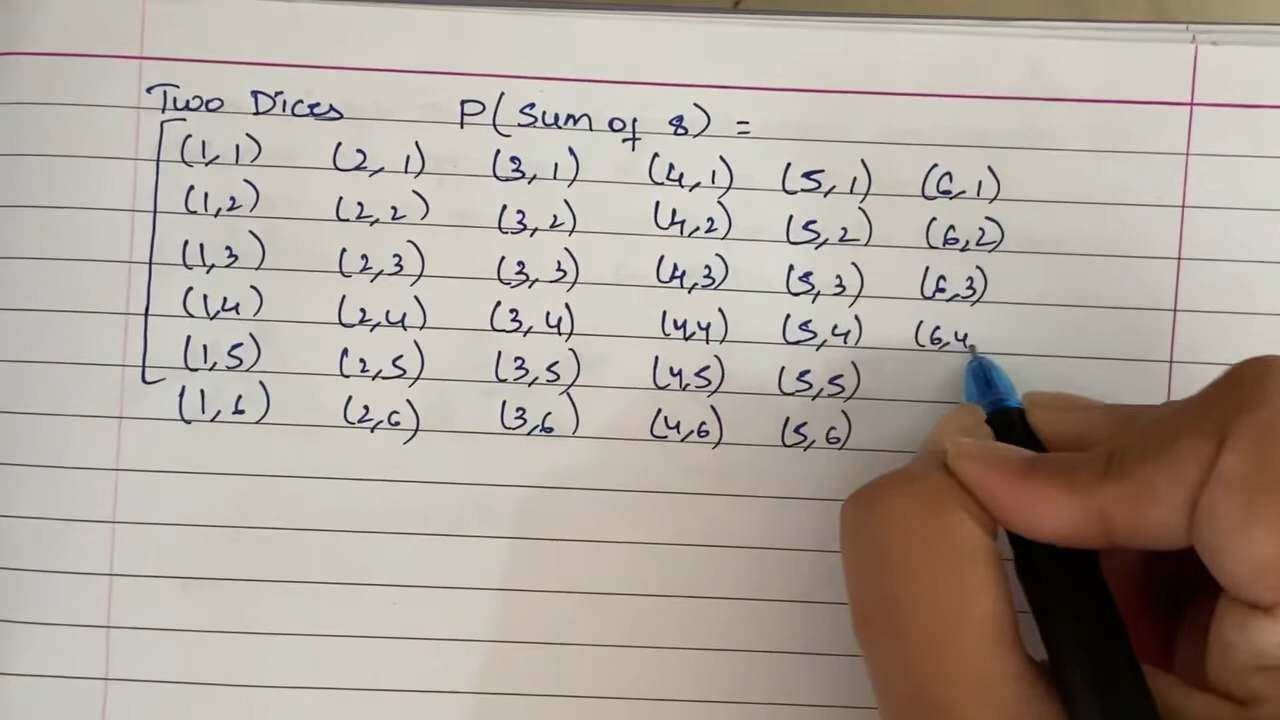 Two Dices P(Sum of 8) =
(1,1) (2,1) (3,1) (4,1) (5,1) (6,1)
(1,2) (2,2) (3,2) (4,2) (5,2) (6,2)
(1,3) (2,3) (3,3) (4,3) (5,3) (6,3)
(1,4) (2,4) (3,4) (4,4) (5,4) (6,4
(1,5) (2,5) (3,5) (4,5) (5,5)
(1,6) (2,6) (3,6) (4,6) (5,6)